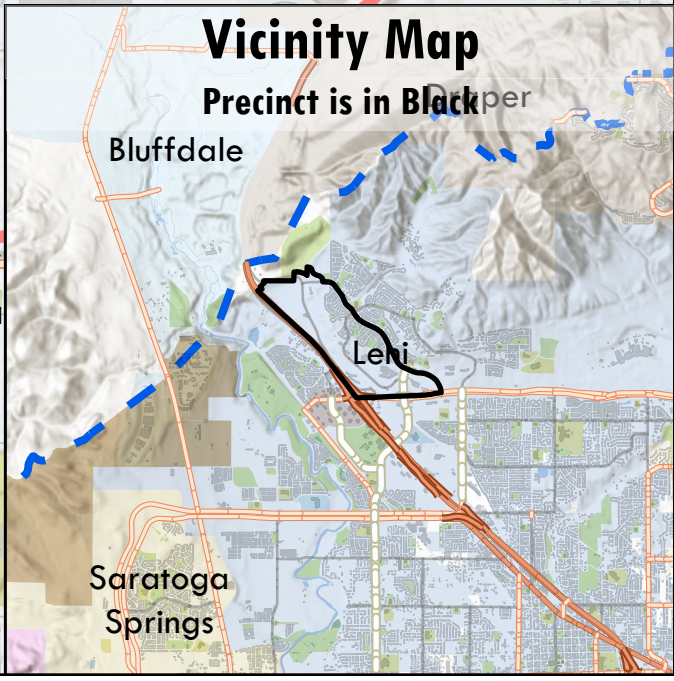 Vicinity Map
Precinct is in Black
Draper
Bluffdale
Lehi
Saratoga
Springs